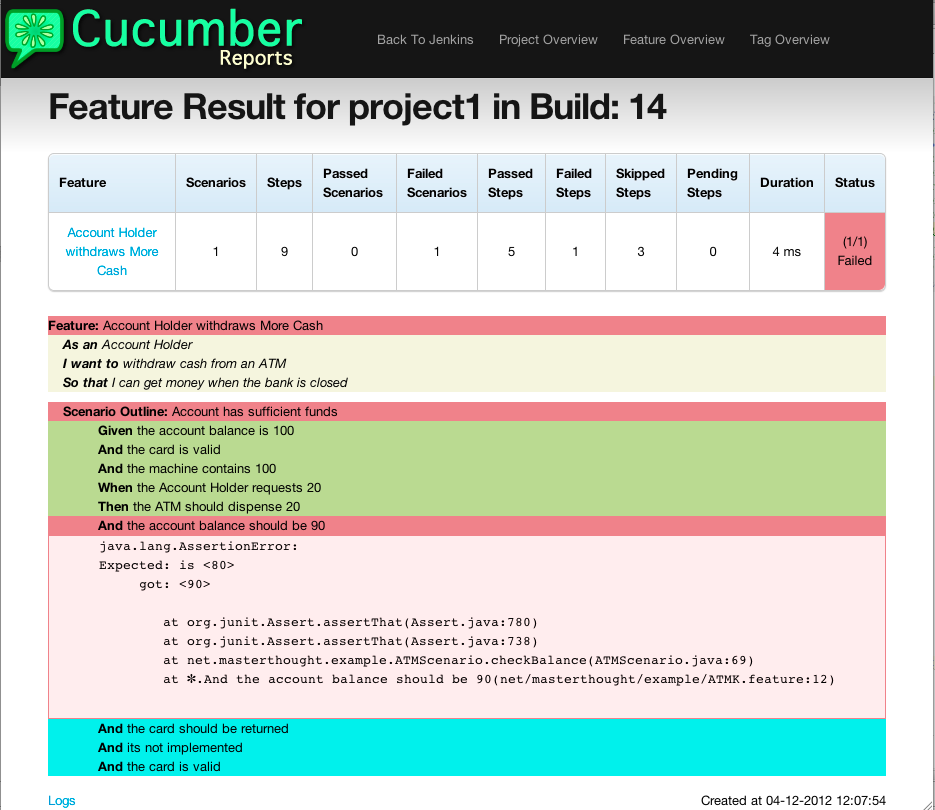 Cucumber
Reports
Back To Jenkins Project Overview Feature Overview Tag Overview
Feature Result for project1 in Build: 14
Feature Scenarios Steps Passed Scenarios Failed Scenarios Passed Steps Failed Steps Skipped Steps Pending Steps Duration Status
Account Holder withdraws More Cash 1 9 0 1 5 1 3 0 4 ms (1/1) Failed
Feature: Account Holder withdraws More Cash
As an Account Holder
I want to withdraw cash from an ATM
So that I can get money when the bank is closed
Scenario Outline: Account has sufficient funds
Given the account balance is 100
And the card is valid
And the machine contains 100
When the Account Holder requests 20
Then the ATM should dispense 20
And the account balance should be 90
java.lang.AssertionError:
Expected: is <80>
got: <90>
at org.junit.Assert.assertThat(Assert.java:780)
at org.junit.Assert.assertThat(Assert.java:738)
at net.masterthought.example.ATMScenario.checkBalance(ATMScenario.java:69)
at ✻.And the account balance should be 90(net/masterthought/example/ATMK.feature:12)
And the card should be returned
And its not implemented
And the card is valid
Logs Created at 04-12-2012 12:07:54